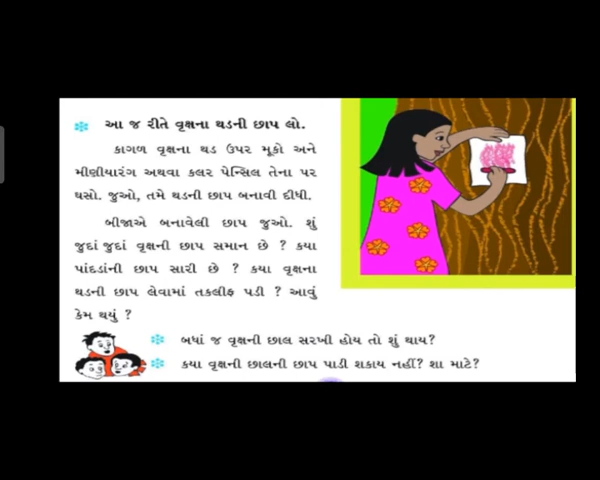 આ જ રીતે વૃક્ષના થડની છાપ લો.
કાગળ વૃક્ષના થડ ઉપર મૂકો અને
મીણીયારંગ અથવા કલર પેન્સિલ તેના પર
ઘસો. જુઓ, તમે થડની છાપ બનાવી દીધી.
બીજાએ બનાવેલી છાપ જુઓ. શું
જુદાં જુદાં વૃક્ષની છાપ સમાન છે ? કયા
પાંદડાંની છાપ સારી છે ? કયા વૃક્ષના
થડની છાપ લેવામાં તકલીફ પડી ? આવું
કેમ થયું ?
બધાં જ વૃક્ષની છાલ સરખી હોય તો શું થાય?
કયા વૃક્ષની છાલની છાપ પાડી શકાય નહીં? શા માટે?